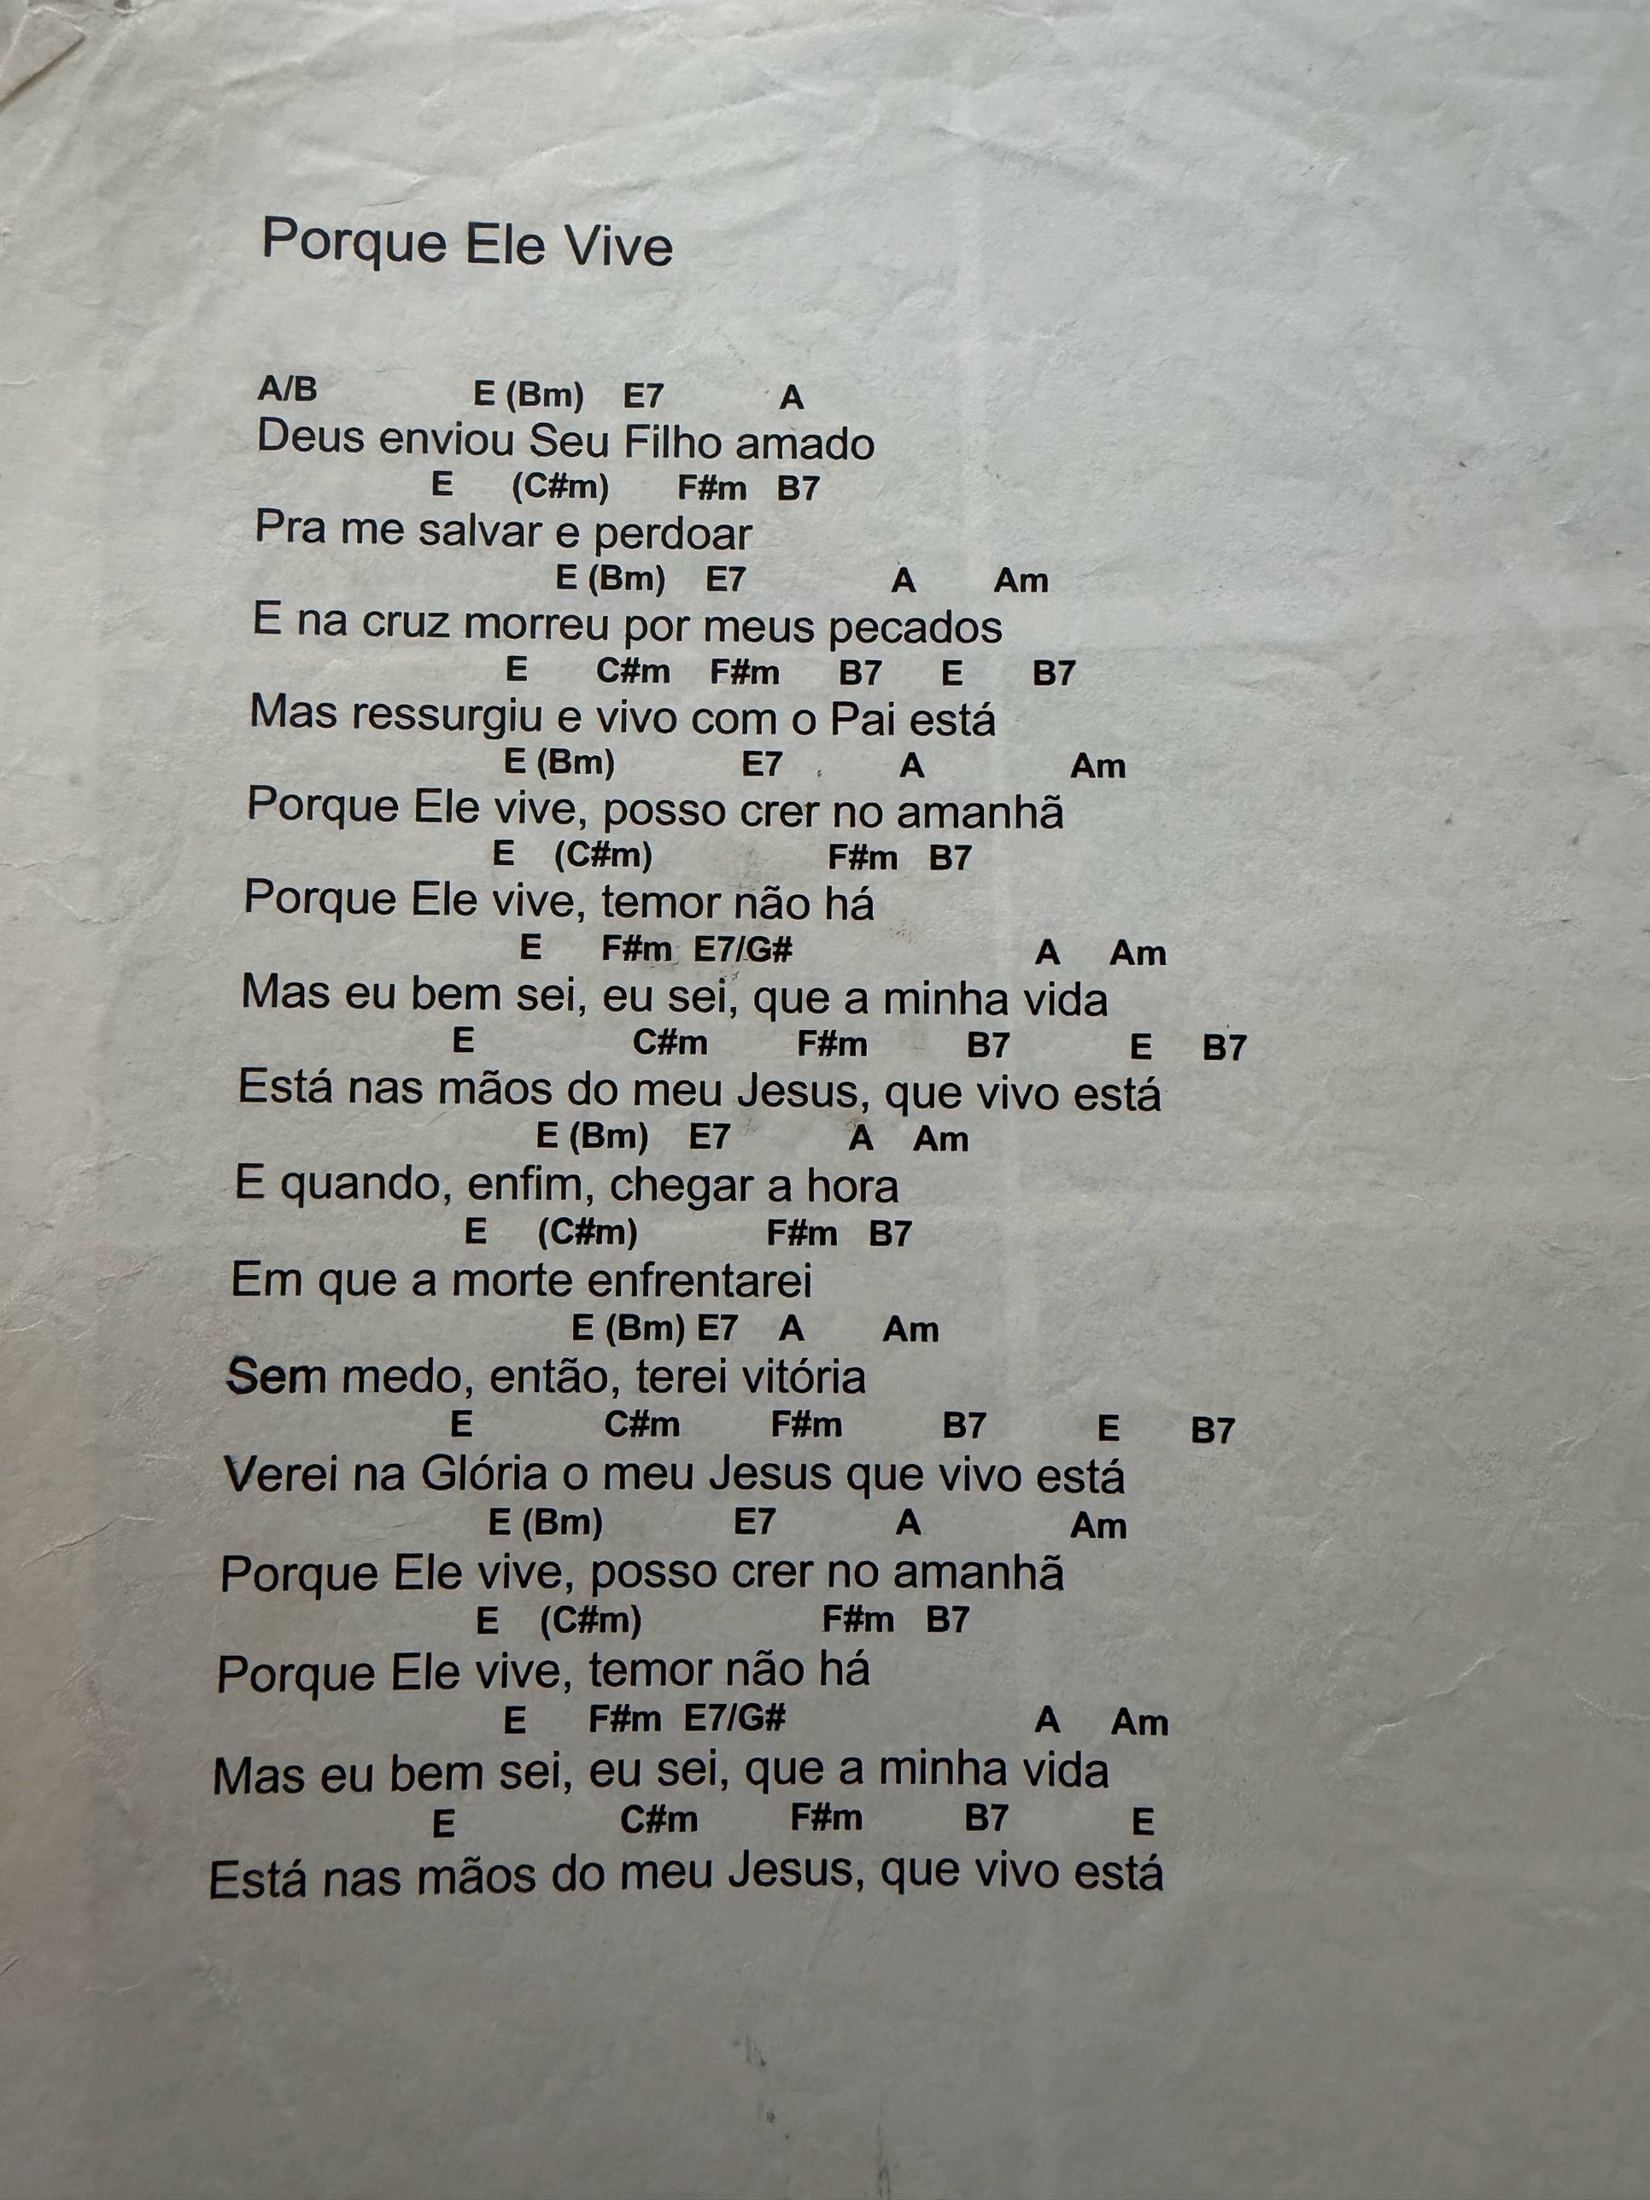 Porque Ele Vive
A/B E (Bm) E7 A
Deus enviou Seu Filho amado
E (C#m) F#m B7
Pra me salvar e perdoar
E (Bm) E7 A Am
E na cruz morreu por meus pecados
E C#m F#m B7 E B7
Mas ressurgiu e vivo com o Pai está
E (Bm) E7 A Am
Porque Ele vive, posso crer no amanhã
E (C#m) F#m B7
Porque Ele vive, temor não há
E F#m E7/G# A Am
Mas eu bem sei, eu sei, que a minha vida
E C#m F#m B7 E B7
Está nas mãos do meu Jesus, que vivo está
E (Bm) E7 A Am
E quando, enfim, chegar a hora
E (C#m) F#m B7
Em que a morte enfrentarei
E (Bm) E7 A Am
Sem medo, então, terei vitória
E C#m F#m B7 E B7
Verei na Glória o meu Jesus que vivo está
E (Bm) E7 A Am
Porque Ele vive, posso crer no amanhã
E (C#m) F#m B7
Porque Ele vive, temor não há
E F#m E7/G# A Am
Mas eu bem sei, eu sei, que a minha vida
E C#m F#m B7 E
Está nas mãos do meu Jesus, que vivo está